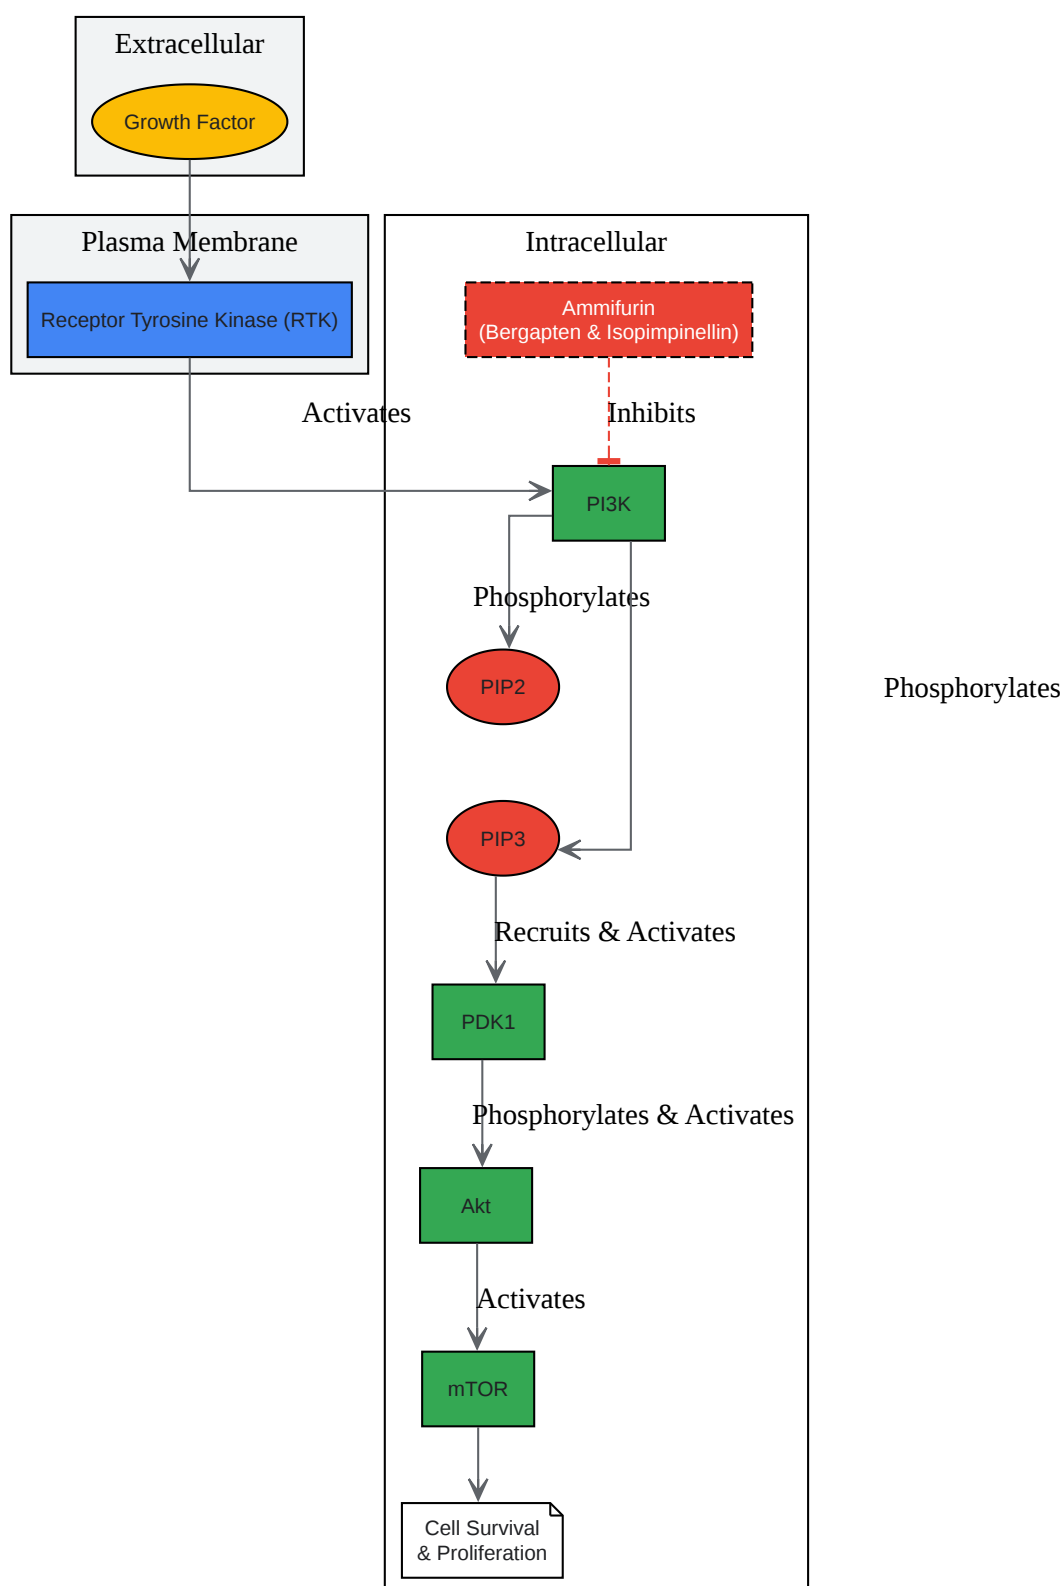 Extracellular
Growth Factor
Plasma Membrane
Receptor Tyrosine Kinase (RTK)
Intracellular
Ammifurin
(Bergapten & Isopimpinellin)
Activates
Inhibits
PI3K
Phosphorylates
PIP2
Phosphorylates
PIP3
Recruits & Activates
PDK1
Phosphorylates & Activates
Akt
Activates
mTOR
Cell Survival
& Proliferation